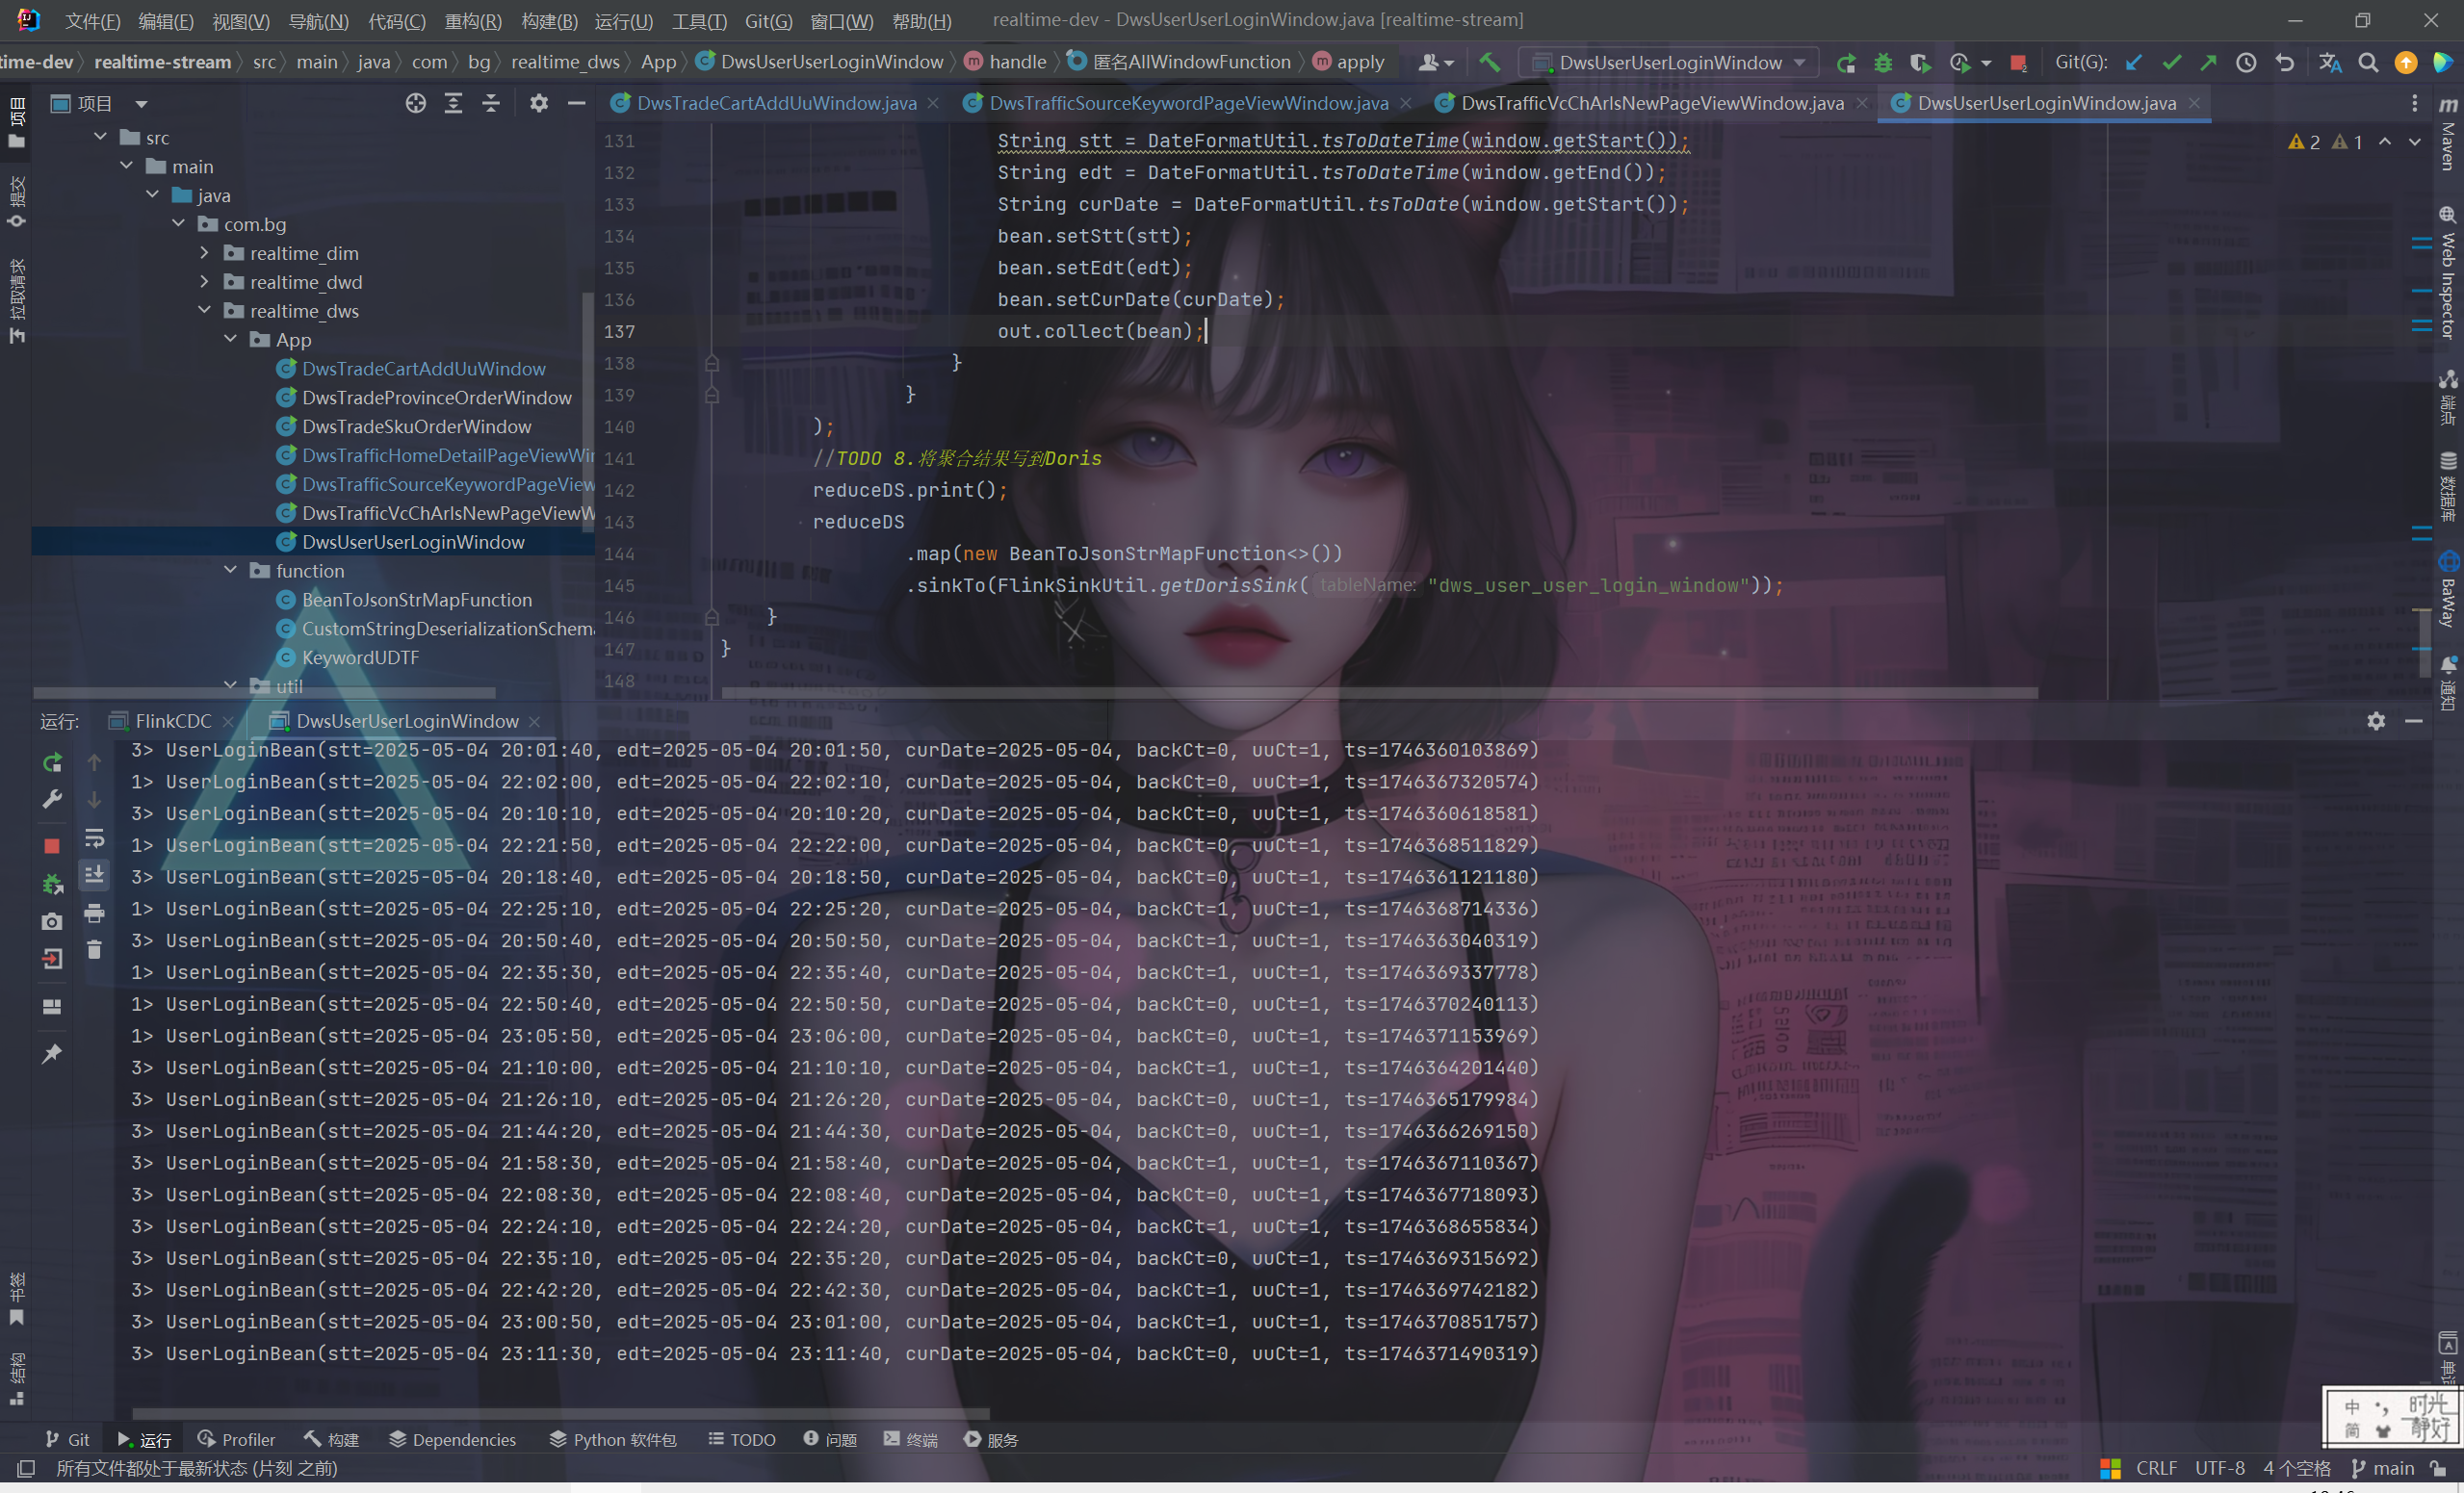 文件(F) 编辑(E) 视图(V) 导航(N) 代码(C) 重构(R) 构建(B) 运行(U) 工具(T) Git(G) 窗口(W) 帮助(H) realtime-dev - DwsUserUserLoginWindow.java [realtime-stream]
time-dev realtime-stream src main java com bg realtime_dws App DwsUserUserLoginWindow handle 匿名AllWindowFunction apply DwsUserUserLoginWindow Git(G):
项目
DwsTradeCartAddUuWindow.java DwsTrafficSourceKeywordPageViewWindow.java DwsTrafficVcChArIsNewPageViewWindow.java DwsUserUserLoginWindow.java
项目
提交
拉取请求
书签
结构
src
main
java
com.bg
realtime_dim
realtime_dwd
realtime_dws
App
DwsTradeCartAddUuWindow
DwsTradeProvinceOrderWindow
DwsTradeSkuOrderWindow
DwsTrafficHomeDetailPageViewWin
DwsTrafficSourceKeywordPageView
DwsTrafficVcChArIsNewPageViewW
DwsUserUserLoginWindow
function
BeanToJsonStrMapFunction
CustomStringDeserializationSchema
KeywordUDTF
util
2 1
131 String stt = DateFormatUtil.tsToDateTime(window.getStart());
132 String edt = DateFormatUtil.tsToDateTime(window.getEnd());
133 String curDate = DateFormatUtil.tsToDate(window.getStart());
134 bean.setStt(stt);
135 bean.setEdt(edt);
136 bean.setCurDate(curDate);
137 out.collect(bean);
138 }
139 }
140 );
141 //TODO 8.将聚合结果写到Doris
142 reduceDS.print();
143 reduceDS
144 .map(new BeanToJsonStrMapFunction<>())
145 .sinkTo(FlinkSinkUtil.getDorisSink( tableName: "dws_user_user_login_window"));
146 }
147 }
148
m Maven
Web Inspector
端点
数据库
BaWay
通知
运行: FlinkCDC DwsUserUserLoginWindow
3> UserLoginBean(stt=2025-05-04 20:01:40, edt=2025-05-04 20:01:50, curDate=2025-05-04, backCt=0, uuCt=1, ts=1746360103869)
1> UserLoginBean(stt=2025-05-04 22:02:00, edt=2025-05-04 22:02:10, curDate=2025-05-04, backCt=0, uuCt=1, ts=1746367320574)
3> UserLoginBean(stt=2025-05-04 20:10:10, edt=2025-05-04 20:10:20, curDate=2025-05-04, backCt=0, uuCt=1, ts=1746360618581)
1> UserLoginBean(stt=2025-05-04 22:21:50, edt=2025-05-04 22:22:00, curDate=2025-05-04, backCt=0, uuCt=1, ts=1746368511829)
3> UserLoginBean(stt=2025-05-04 20:18:40, edt=2025-05-04 20:18:50, curDate=2025-05-04, backCt=0, uuCt=1, ts=1746361121180)
1> UserLoginBean(stt=2025-05-04 22:25:10, edt=2025-05-04 22:25:20, curDate=2025-05-04, backCt=1, uuCt=1, ts=1746368714336)
3> UserLoginBean(stt=2025-05-04 20:50:40, edt=2025-05-04 20:50:50, curDate=2025-05-04, backCt=1, uuCt=1, ts=1746363040319)
1> UserLoginBean(stt=2025-05-04 22:35:30, edt=2025-05-04 22:35:40, curDate=2025-05-04, backCt=1, uuCt=1, ts=1746369337778)
1> UserLoginBean(stt=2025-05-04 22:50:40, edt=2025-05-04 22:50:50, curDate=2025-05-04, backCt=0, uuCt=1, ts=1746370240113)
1> UserLoginBean(stt=2025-05-04 23:05:50, edt=2025-05-04 23:06:00, curDate=2025-05-04, backCt=0, uuCt=1, ts=1746371153969)
3> UserLoginBean(stt=2025-05-04 21:10:00, edt=2025-05-04 21:10:10, curDate=2025-05-04, backCt=1, uuCt=1, ts=1746364201440)
3> UserLoginBean(stt=2025-05-04 21:26:10, edt=2025-05-04 21:26:20, curDate=2025-05-04, backCt=0, uuCt=1, ts=1746365179984)
3> UserLoginBean(stt=2025-05-04 21:44:20, edt=2025-05-04 21:44:30, curDate=2025-05-04, backCt=0, uuCt=1, ts=1746366269150)
3> UserLoginBean(stt=2025-05-04 21:58:30, edt=2025-05-04 21:58:40, curDate=2025-05-04, backCt=1, uuCt=1, ts=1746367110367)
3> UserLoginBean(stt=2025-05-04 22:08:30, edt=2025-05-04 22:08:40, curDate=2025-05-04, backCt=0, uuCt=1, ts=1746367718093)
3> UserLoginBean(stt=2025-05-04 22:24:10, edt=2025-05-04 22:24:20, curDate=2025-05-04, backCt=1, uuCt=1, ts=1746368655834)
3> UserLoginBean(stt=2025-05-04 22:35:10, edt=2025-05-04 22:35:20, curDate=2025-05-04, backCt=0, uuCt=1, ts=1746369315692)
3> UserLoginBean(stt=2025-05-04 22:42:20, edt=2025-05-04 22:42:30, curDate=2025-05-04, backCt=1, uuCt=1, ts=1746369742182)
3> UserLoginBean(stt=2025-05-04 23:00:50, edt=2025-05-04 23:01:00, curDate=2025-05-04, backCt=1, uuCt=1, ts=1746370851757)
3> UserLoginBean(stt=2025-05-04 23:11:30, edt=2025-05-04 23:11:40, curDate=2025-05-04, backCt=0, uuCt=1, ts=1746371490319)
中 时光
简 静好
Git 运行 Profiler 构建 Dependencies Python 软件包 TODO 问题 终端 服务
所有文件都处于最新状态 (片刻 之前) CRLF UTF-8 4 个空格 main